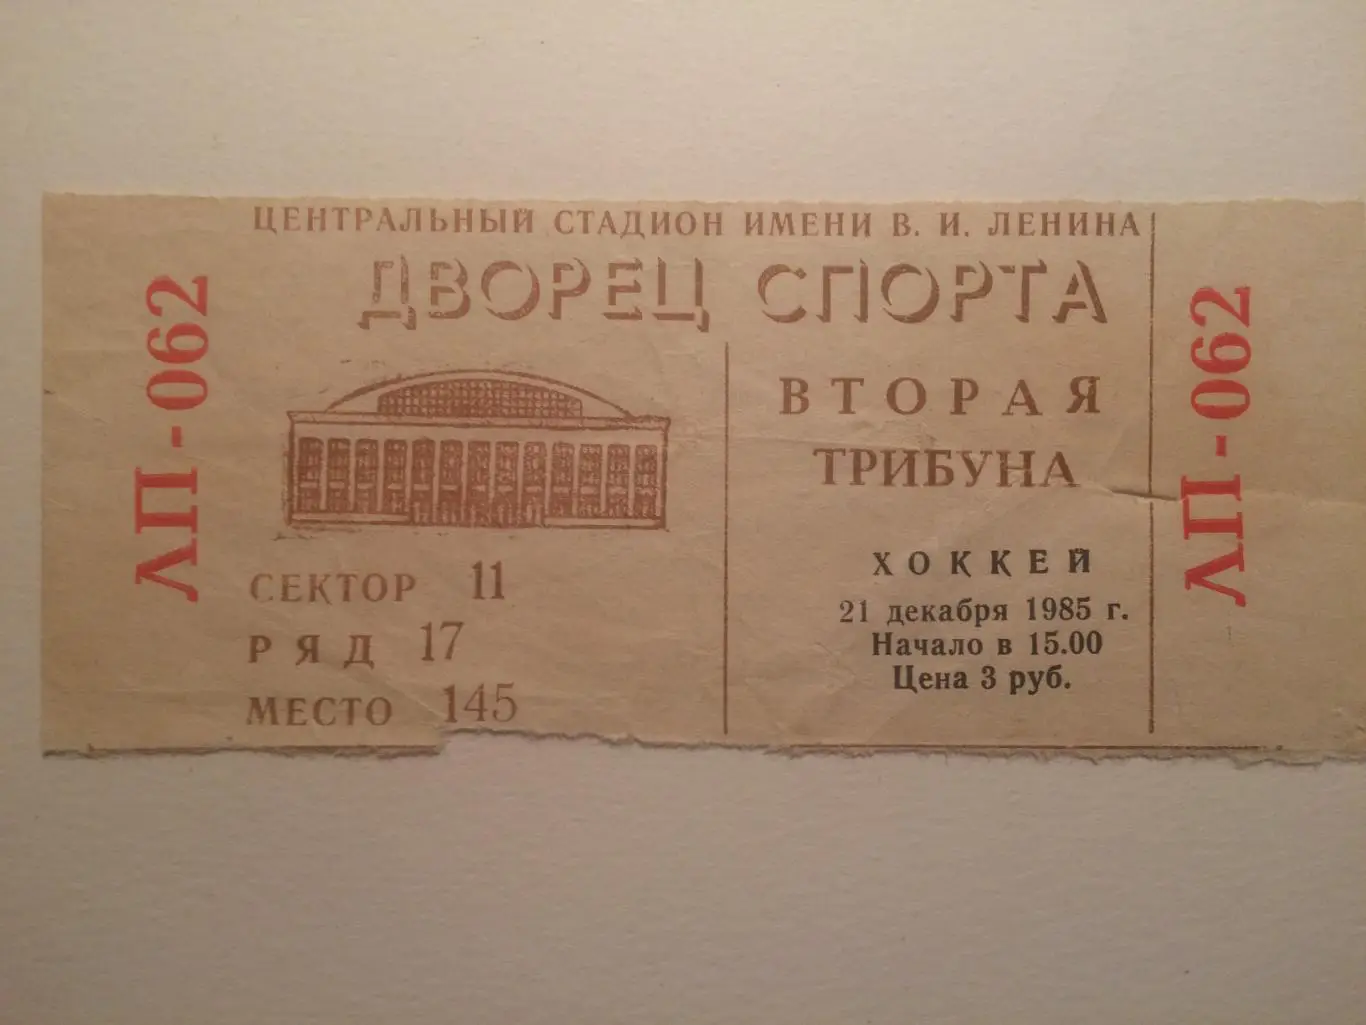 ЦЕНТРАЛЬНЫЙ СТАДИОН ИМЕНИ В. И. ЛЕНИНА
ДВОРЕЦ СПОРТА
ЛП-062
ВТОРАЯ
ТРИБУНА
СЕКТОР 11
РЯД 17
МЕСТО 145
ХОККЕЙ
21 декабря 1985 г.
Начало в 15.00
Цена 3 руб.
ЛП-062